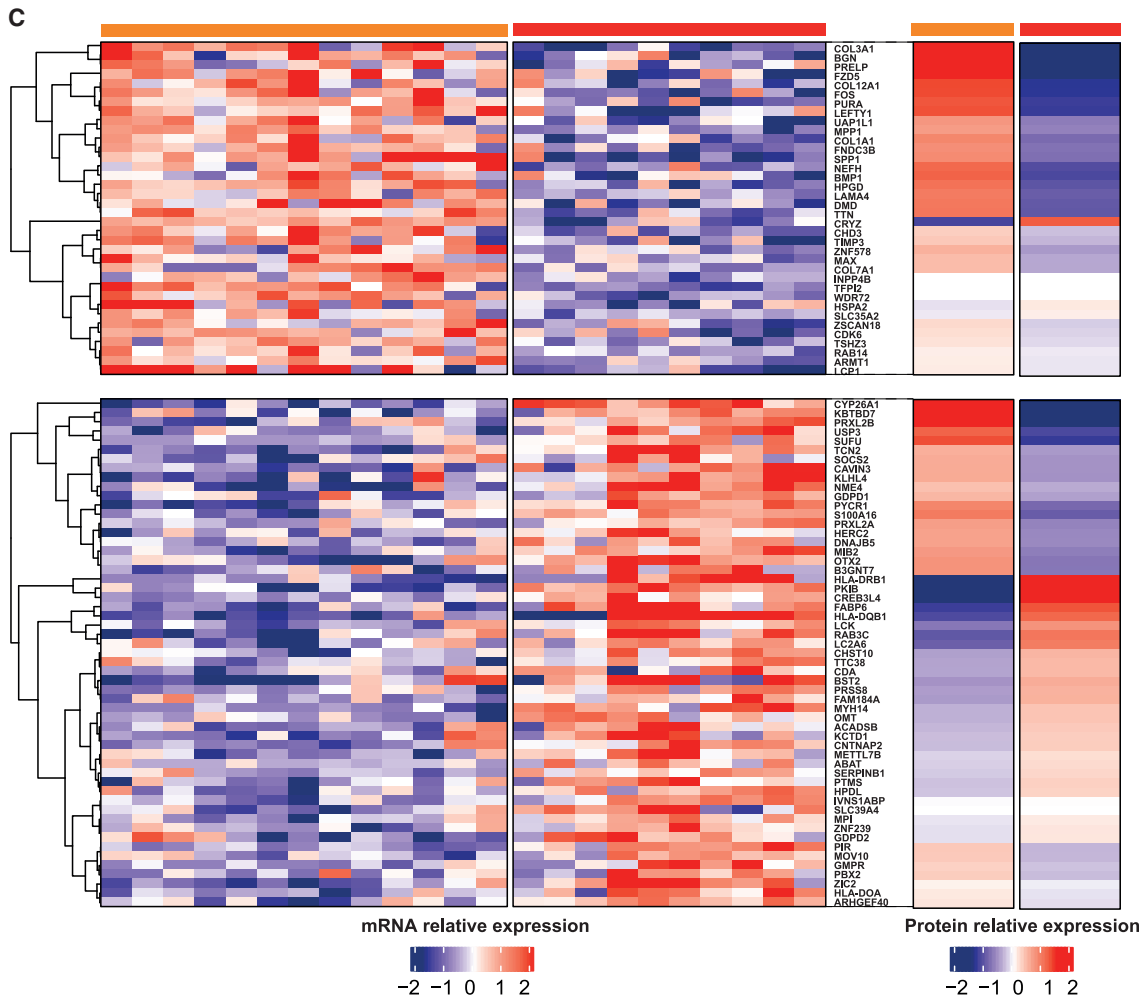 C
COL3A1
BGN
PRELP
FZD5
COL12A1
FOS
PURA
LEFTY1
UAP1L1
MPP1
COL1A1
FNDC3B
SPP1
NEFH
BMP1
HPGD
LAMA4
DMD
TTN
CRYZ
CHD3
TIMP3
ZNF578
MAX
COL7A1
INPP4B
TFPI2
WDR72
HSPA2
SLC35A2
ZSCAN18
CDK6
TSHZ3
RAB14
ARMT1
LCP1
CYP26A1
KBTBD7
PRXL2B
USP3
SUFU
TCN2
SOCS2
CAVIN3
KLHL4
NME4
GDPD1
PYCR1
S100A16
PRXL2A
HERC2
DNAJB5
MIB2
OTX2
B3GNT7
HLA-DRB1
PKIB
CREB3L4
FABP6
HLA-DQB1
LCK
RAB3C
LC2A6
CHST10
TTC38
CDA
BST2
PRSS8
FAM184A
MYH14
OMT
ACADSB
KCTD1
CNTNAP2
METTL7B
ABAT
SERPINB1
PTMS
HPDL
IVNS1ABP
SLC39A4
MPI
ZNF239
GDPD2
PIR
MOV10
GMPR
PBX2
ZIC2
HLA-DOA
ARHGEF40
mRNA relative expression
−2 −1 0 1 2
Protein relative expression
−2 −1 0 1 2